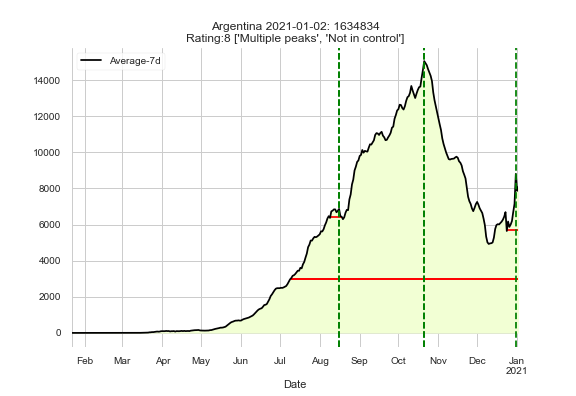 Argentina 2021-01-02: 1634834
Rating:8 ['Multiple peaks', 'Not in control']
Average-7d
14000
12000
10000
8000
6000
4000
2000
0
Feb Mar Apr May Jun Jul Aug Sep Oct Nov Dec Jan
2021
Date